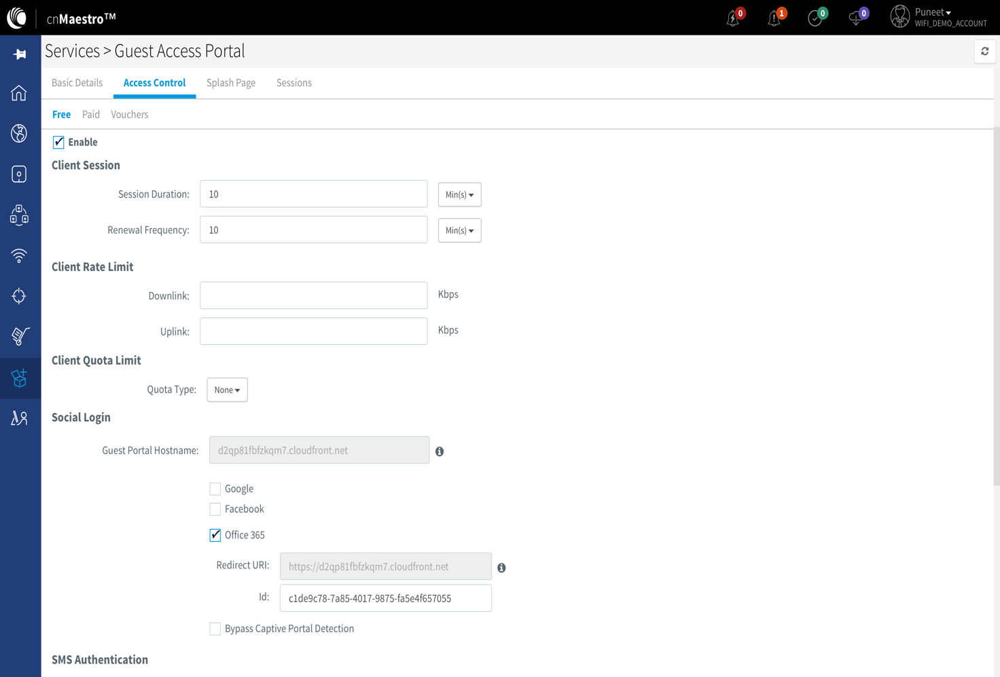 cnMaestro™
0
1
0
0
Puneet
WIFI_DEMO_ACCOUNT
Services > Guest Access Portal
Basic Details
Access Control
Splash Page
Sessions
Free
Paid
Vouchers
Enable
Client Session
Session Duration:
10
Min(s)
Renewal Frequency:
10
Min(s)
Client Rate Limit
Downlink:
Kbps
Uplink:
Kbps
Client Quota Limit
Quota Type:
None
Social Login
Guest Portal Hostname:
d2qp81fbfzkqm7.cloudfront.net
Google
Facebook
Office 365
Redirect URI:
https://d2qp81fbfzkqm7.cloudfront.net
Id:
c1de9c78-7a85-4017-9875-fa5e4f657055
Bypass Captive Portal Detection
SMS Authentication